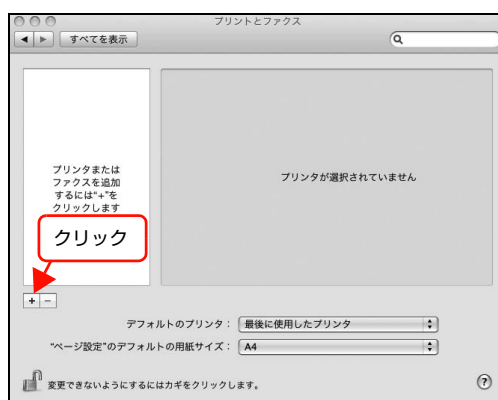 プリントとファクス
すべてを表示
プリンタまたは
ファクスを追加
するには"+"を
クリックします
プリンタが選択されていません
クリック
+ −
デフォルトのプリンタ： 最後に使用したプリンタ
"ページ設定"のデフォルトの用紙サイズ： A4
変更できないようにするにはカギをクリックします。
?